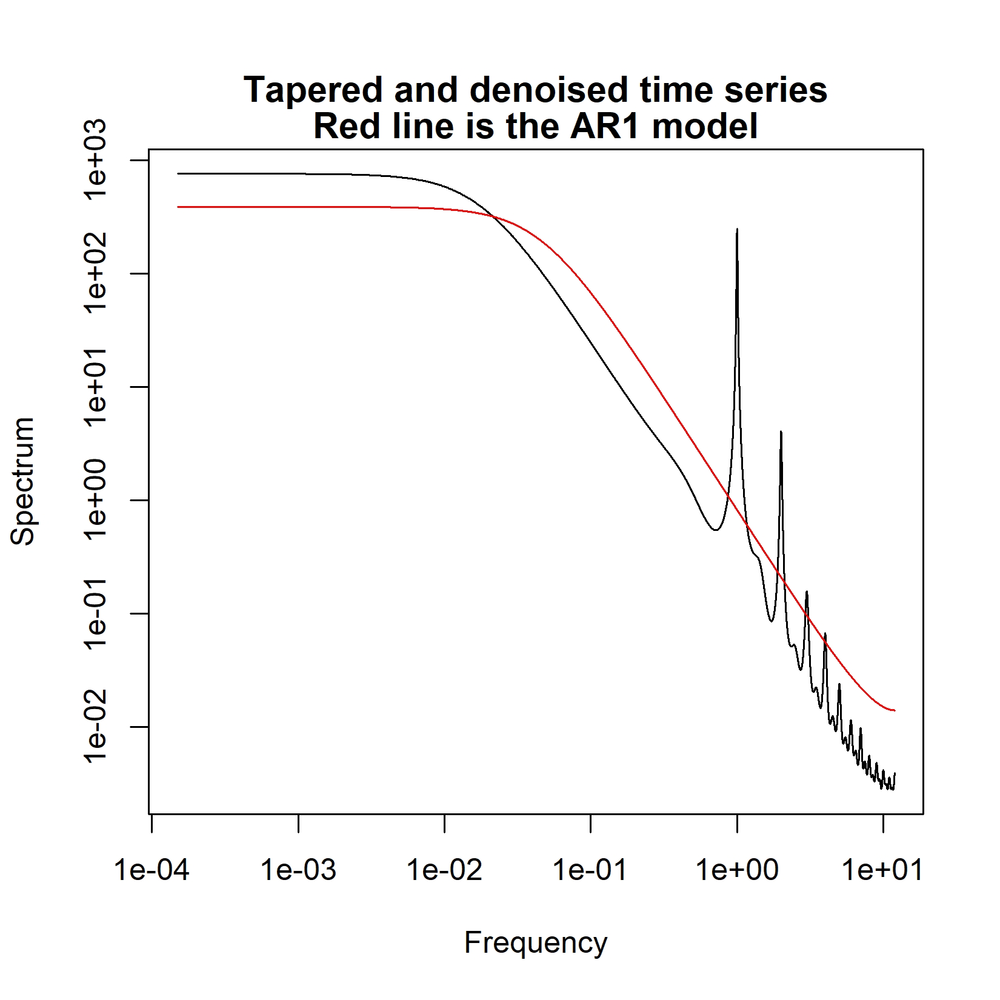 Tapered and denoised time series
Red line is the AR1 model
Spectrum
1e+03
1e+02
1e+01
1e+00
1e-01
1e-02
1e-04 1e-03 1e-02 1e-01 1e+00 1e+01
Frequency